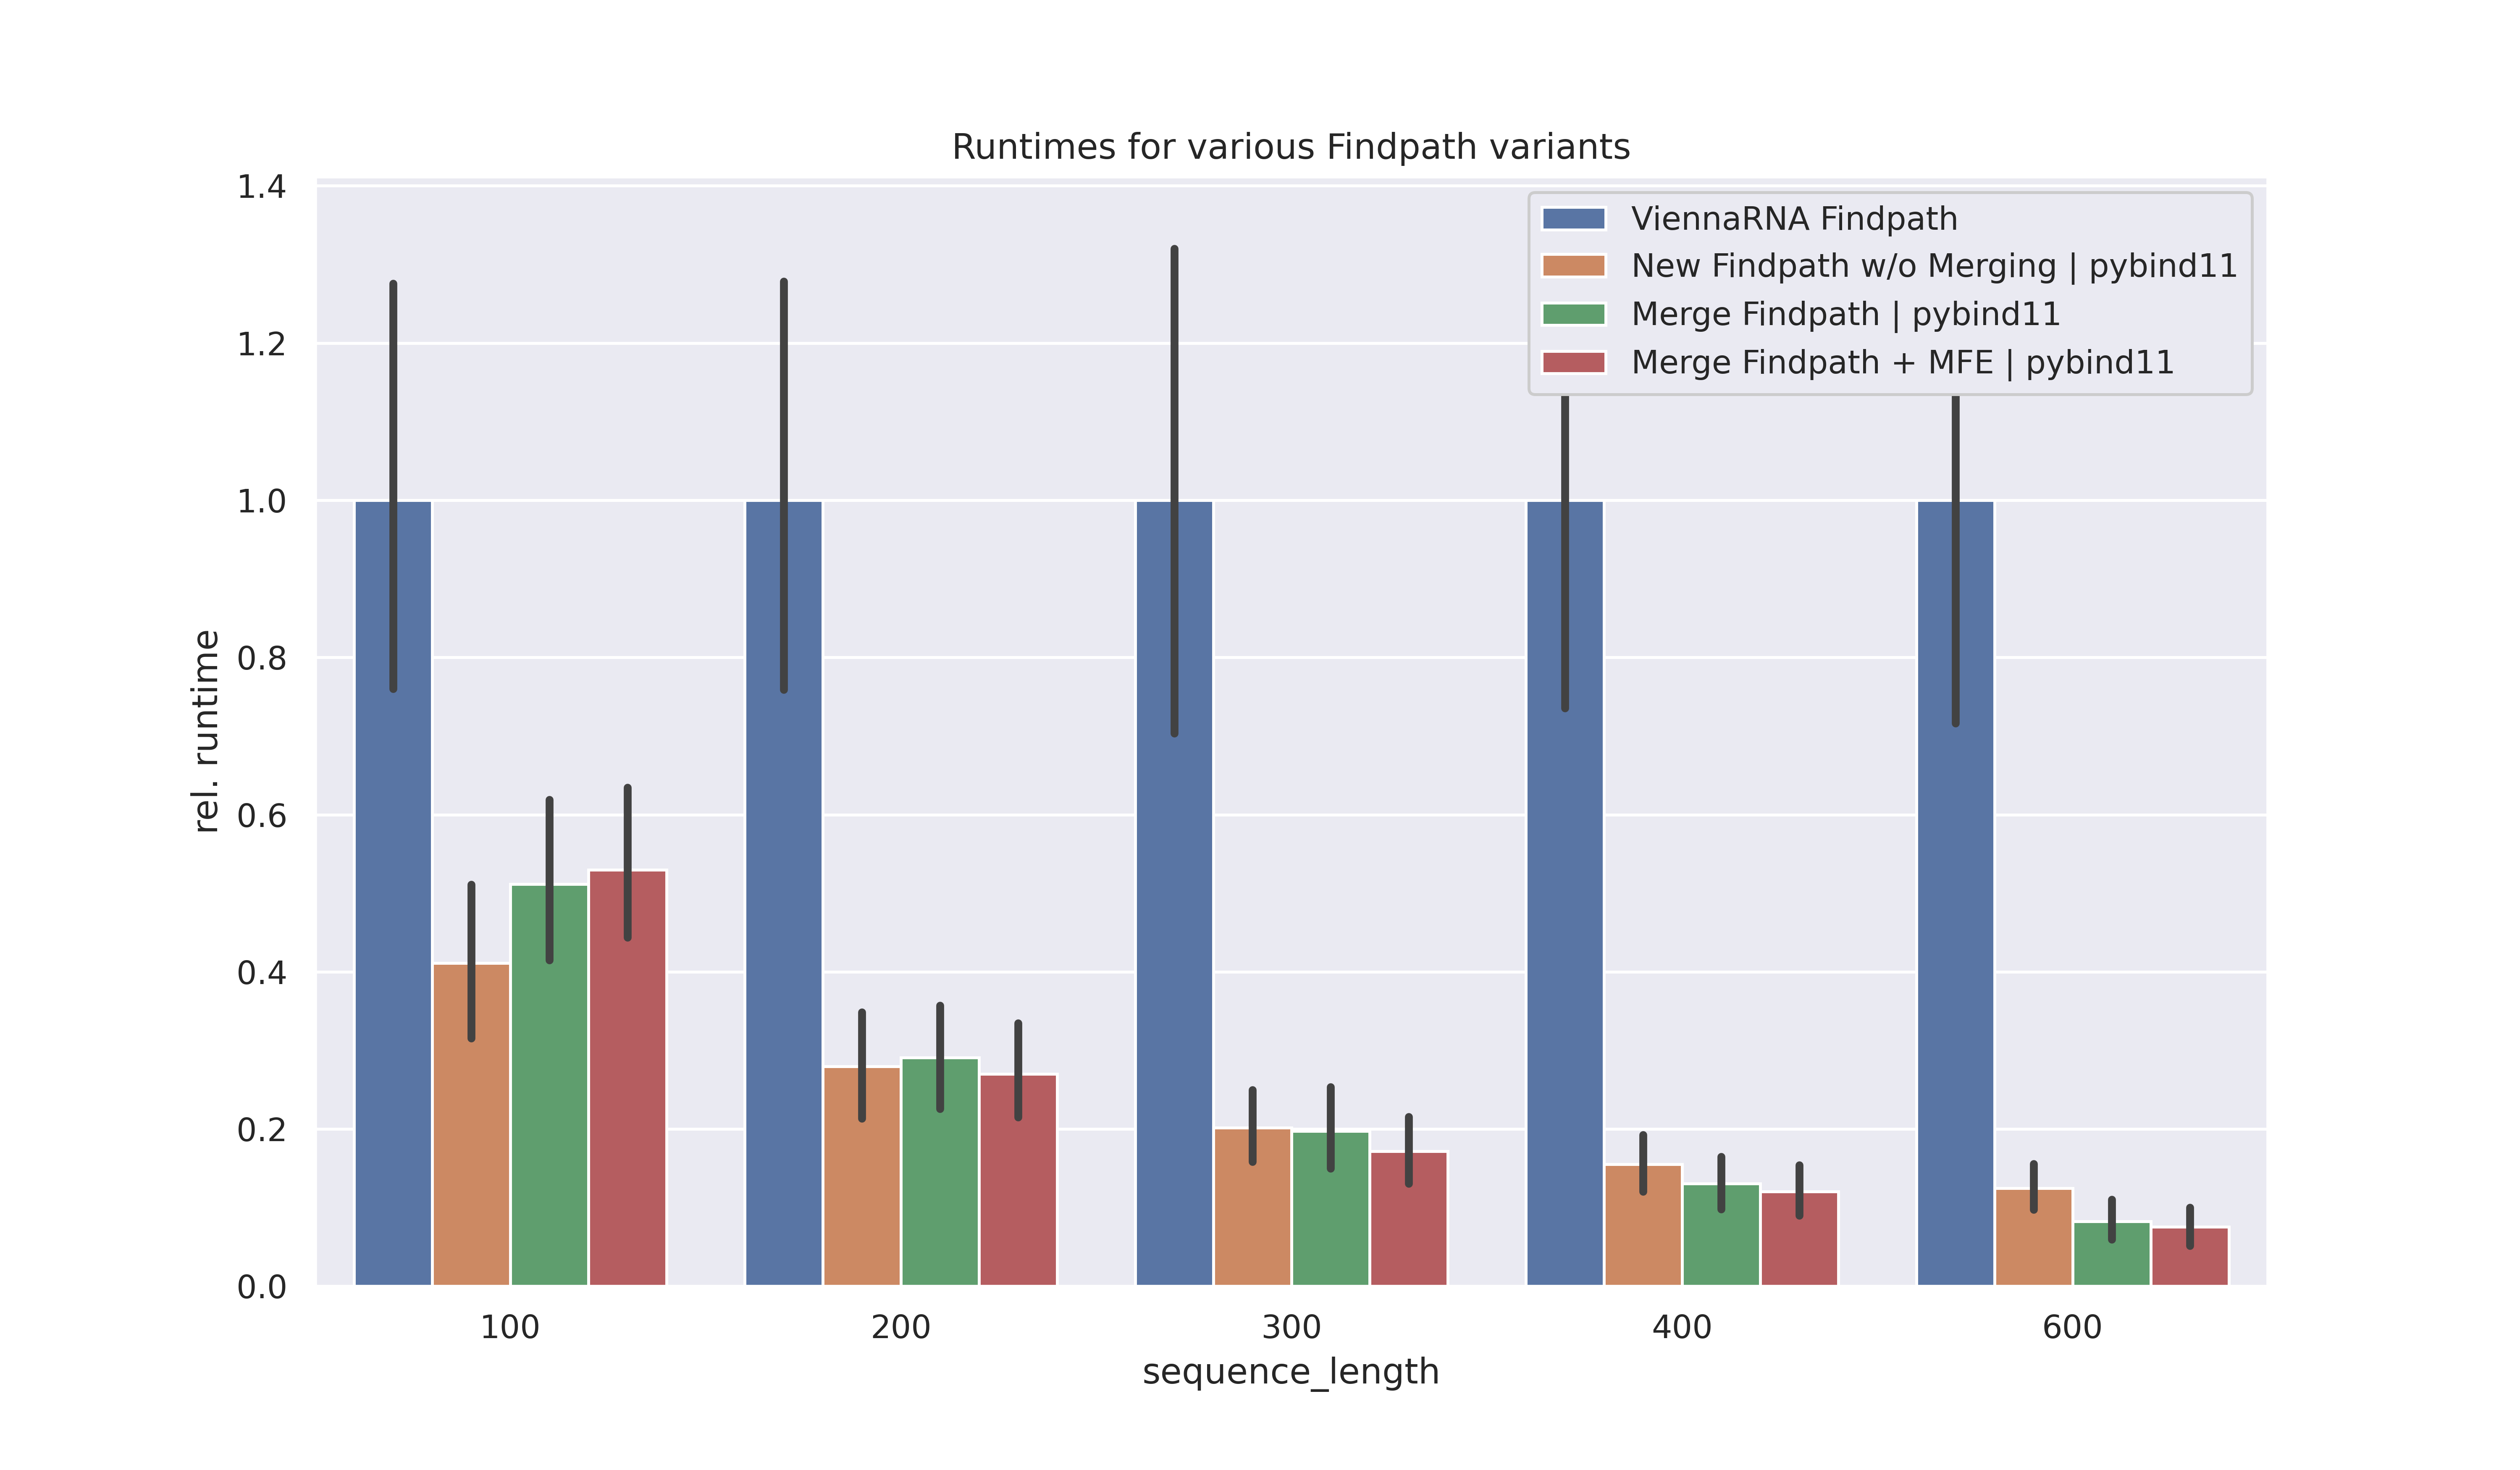 Runtimes for various Findpath variants
ViennaRNA Findpath
New Findpath w/o Merging | pybind11
Merge Findpath | pybind11
Merge Findpath + MFE | pybind11
rel. runtime
1.4
1.2
1.0
0.8
0.6
0.4
0.2
0.0
100 200 300 400 600
sequence_length